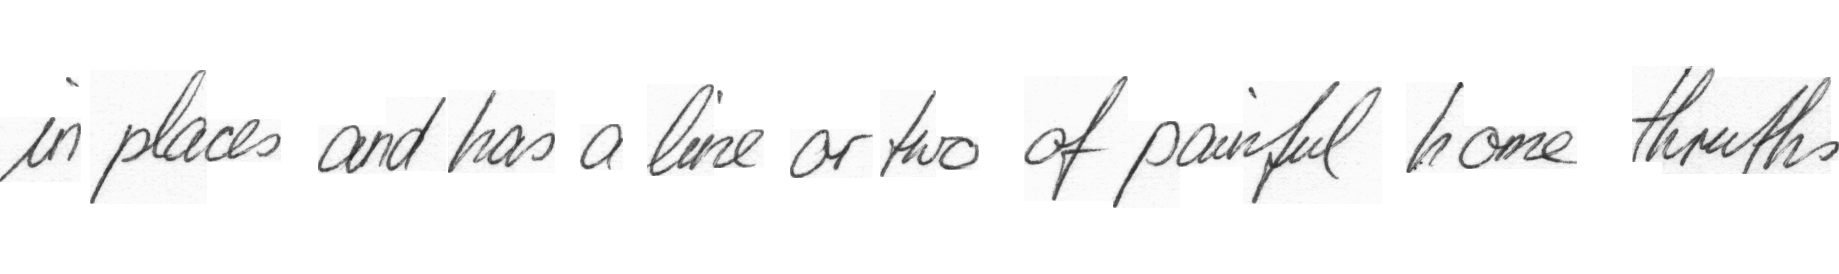 in places and has a line or two of painful home thruths